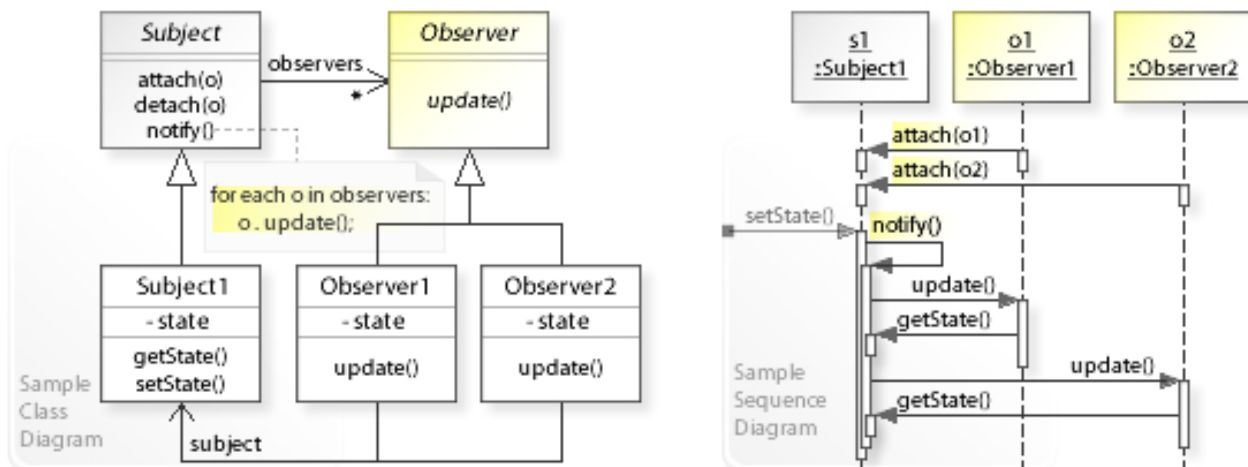 Subject
attach(o)
detach(o)
notify()
observers
*
Observer
update()
for each o in observers:
o . update();
Subject1
- state
getState()
setState()
Observer1
- state
update()
Observer2
- state
update()
subject
Sample
Class
Diagram
s1
:Subject1
o1
:Observer1
o2
:Observer2
attach(o1)
attach(o2)
setState()
notify()
update()
getState()
update()
getState()
Sample
Sequence
Diagram